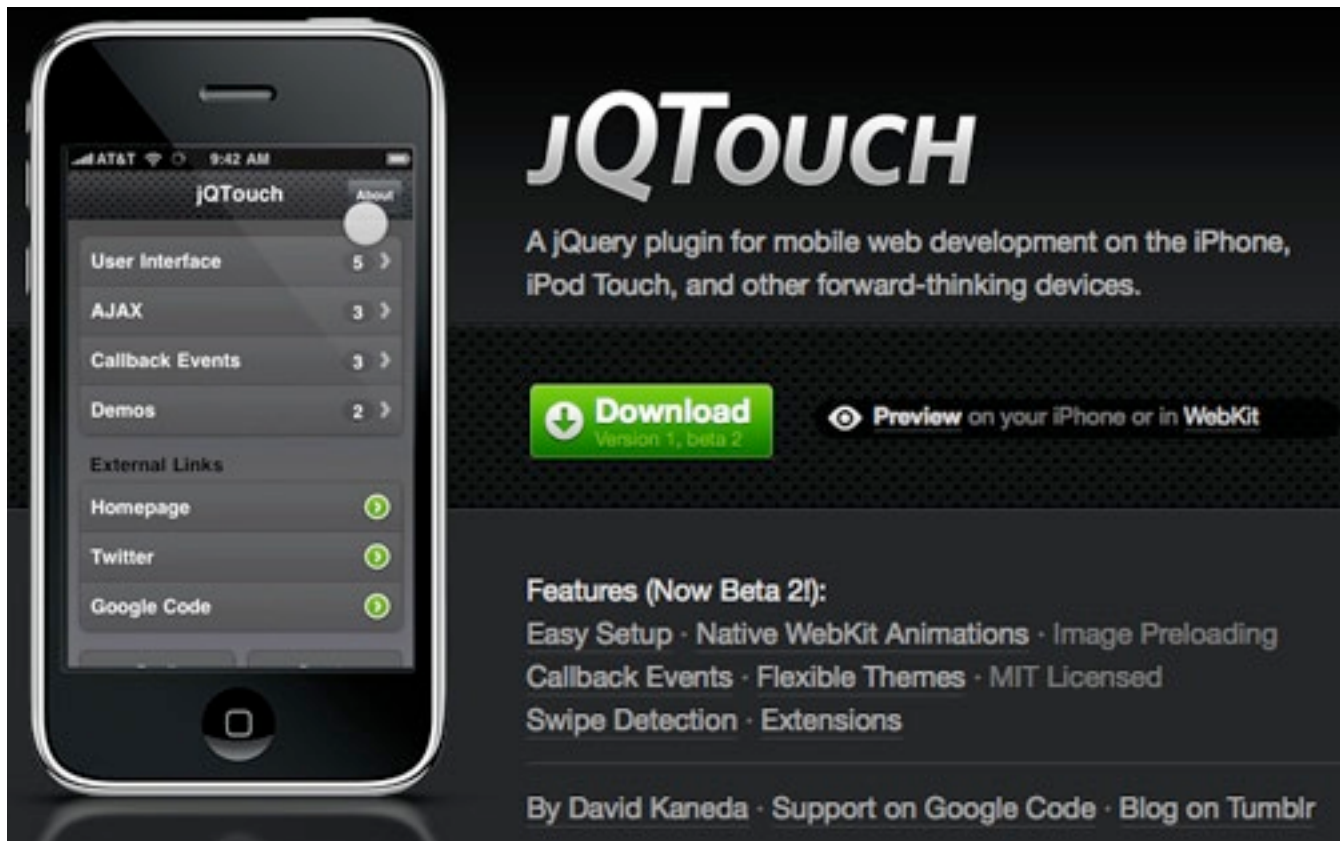 AT&T 9:42 AM
jQTouch About
User Interface 5
AJAX 3
Callback Events 3
Demos 2
External Links
Homepage
Twitter
Google Code
JQTOUCH
A jQuery plugin for mobile web development on the iPhone,
iPod Touch, and other forward-thinking devices.
Download
Version 1, beta 2
Preview on your iPhone or in WebKit
Features (Now Beta 2!):
Easy Setup · Native WebKit Animations · Image Preloading
Callback Events · Flexible Themes · MIT Licensed
Swipe Detection · Extensions
By David Kaneda · Support on Google Code · Blog on Tumblr